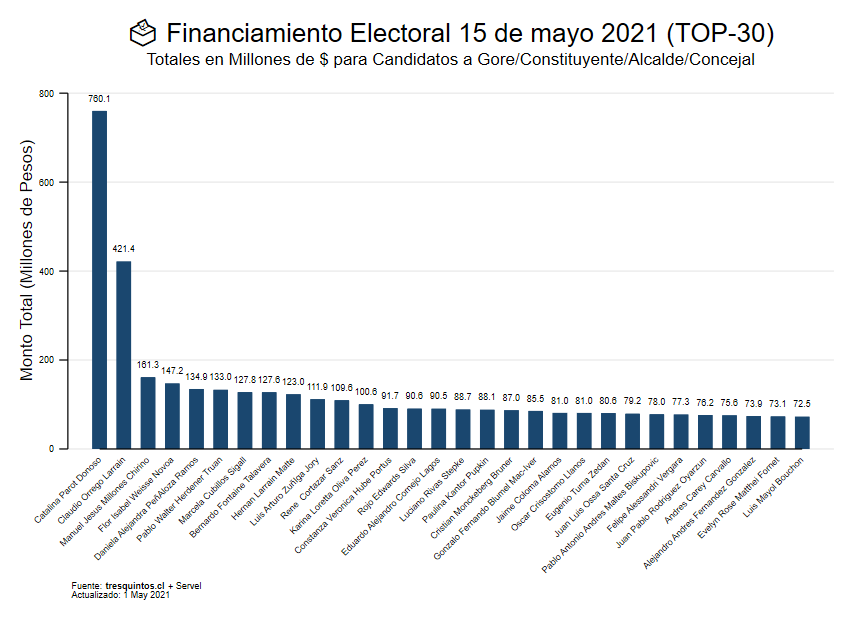 Financiamiento Electoral 15 de mayo 2021 (TOP-30)
Totales en Millones de $ para Candidatos a Gore/Constituyente/Alcalde/Concejal
Monto Total (Millones de Pesos)
800
600
400
200
0
760.1
421.4
161.3
147.2
134.9
133.0
127.8
127.6
123.0
111.9
109.6
100.6
91.7
90.6
90.5
88.7
88.1
87.0
85.5
81.0
81.0
80.6
79.2
78.0
77.3
76.2
75.6
73.9
73.1
72.5
Catalina Parot Donoso
Claudio Orrego Larrain
Manuel Jesus Millones Chirino
Flor Isabel Weisse Novoa
Daniela Alejandra PeñAloza Ramos
Pablo Walter Herdener Truan
Marcela Cubillos Sigall
Bernardo Fontaine Talavera
Hernan Larrain Matte
Luis Arturo Zuñiga Jory
Rene Cortazar Sanz
Karina Loretta Oliva Perez
Constanza Veronica Hube Portus
Rojo Edwards Silva
Eduardo Alejandro Cornejo Lagos
Luciano Rivas Stepke
Paulina Kantor Pupkin
Cristian Monckeberg Bruner
Gonzalo Fernando Blumel Mac-Iver
Jaime Coloma Alamos
Oscar Crisostomo Llanos
Eugenio Tuma Zedan
Juan Luis Ossa Santa Cruz
Pablo Antonio Andres Maltes Biskupovic
Felipe Alessandri Vergara
Juan Pablo Rodriguez Oyarzun
Andres Carey Carvallo
Alejandro Andres Fernandez Gonzalez
Evelyn Rose Matthei Fornet
Luis Mayol Bouchon
Fuente: tresquintos.cl + Servel
Actualizado: 1 May 2021